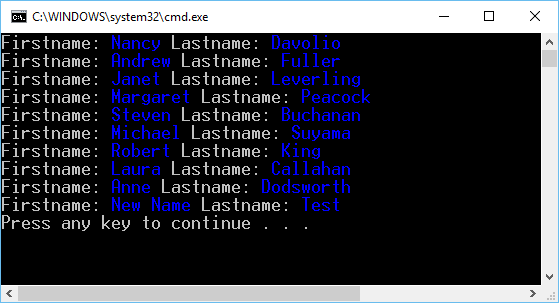 C:\WINDOWS\system32\cmd.exe
Firstname: Nancy Lastname: Davolio
Firstname: Andrew Lastname: Fuller
Firstname: Janet Lastname: Leverling
Firstname: Margaret Lastname: Peacock
Firstname: Steven Lastname: Buchanan
Firstname: Michael Lastname: Suyama
Firstname: Robert Lastname: King
Firstname: Laura Lastname: Callahan
Firstname: Anne Lastname: Dodsworth
Firstname: New Name Lastname: Test
Press any key to continue . . .